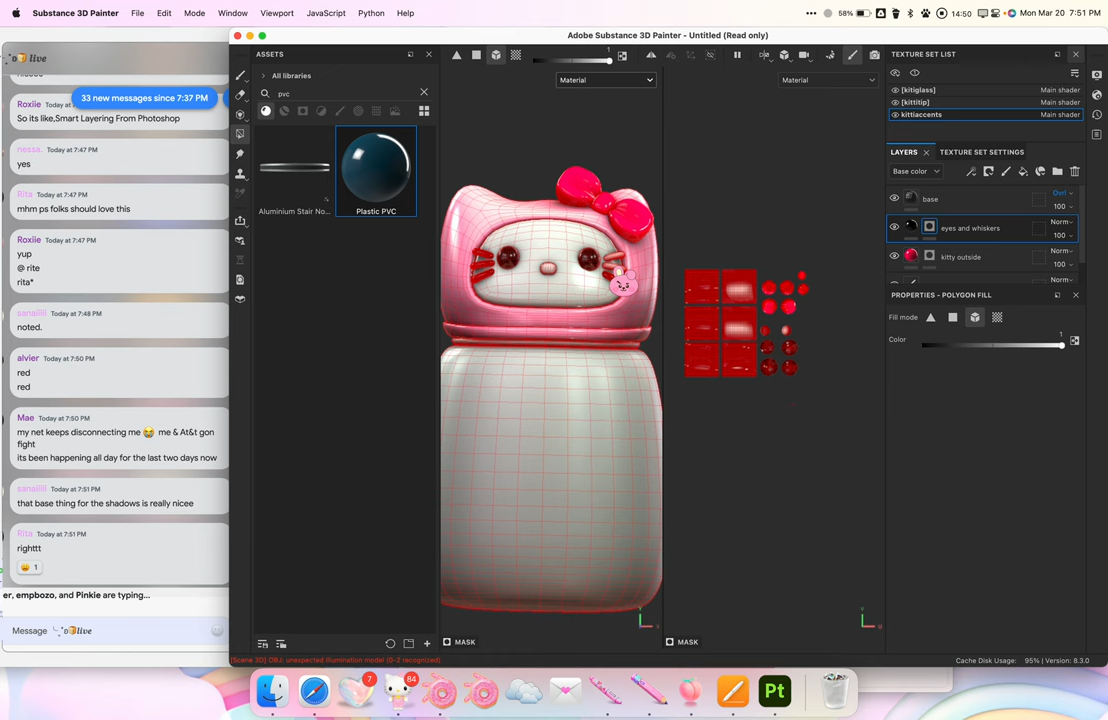 Substance 3D Painter File Edit Mode Window Viewport JavaScript Python Help
58% 14:50 Mon Mar 20 7:51 PM
live
33 new messages since 7:37 PM
Roxiie Today at 7:47 PM
So its like,Smart Layering From Photoshop
nessa. Today at 7:47 PM
yes
Rita Today at 7:47 PM
mhm ps folks should love this
Roxiie Today at 7:47 PM
yup
@ rite
rita*
sanaiiiii Today at 7:48 PM
noted.
alvier Today at 7:50 PM
red
red
Mae Today at 7:50 PM
my net keeps disconnecting me 😭 me & At&t gon
fight
its been happening all day for the last two days now
sanaiiiii Today at 7:51 PM
that base thing for the shadows is really nicee
Rita Today at 7:51 PM
righttt
1
er, empbozo, and Pinkie are typing...
Message live
Adobe Substance 3D Painter - Untitled (Read only)
ASSETS
All libraries
pvc
Aluminium Stair No...
Plastic PVC
1
Material
Material
MASK
MASK
TEXTURE SET LIST
[kitiglass] Main shader
[kittitip] Main shader
kittiaccents Main shader
LAYERS
TEXTURE SET SETTINGS
Base color
base Ovrl
100
eyes and whiskers Norm
100
kitty outside Norm
100
PROPERTIES - POLYGON FILL
Fill mode
Color 1
[Scene 3D] OBJ: unexpected illumination model (0-2 recognized)
Cache Disk Usage: 95% | Version: 8.3.0
7
84
Pt